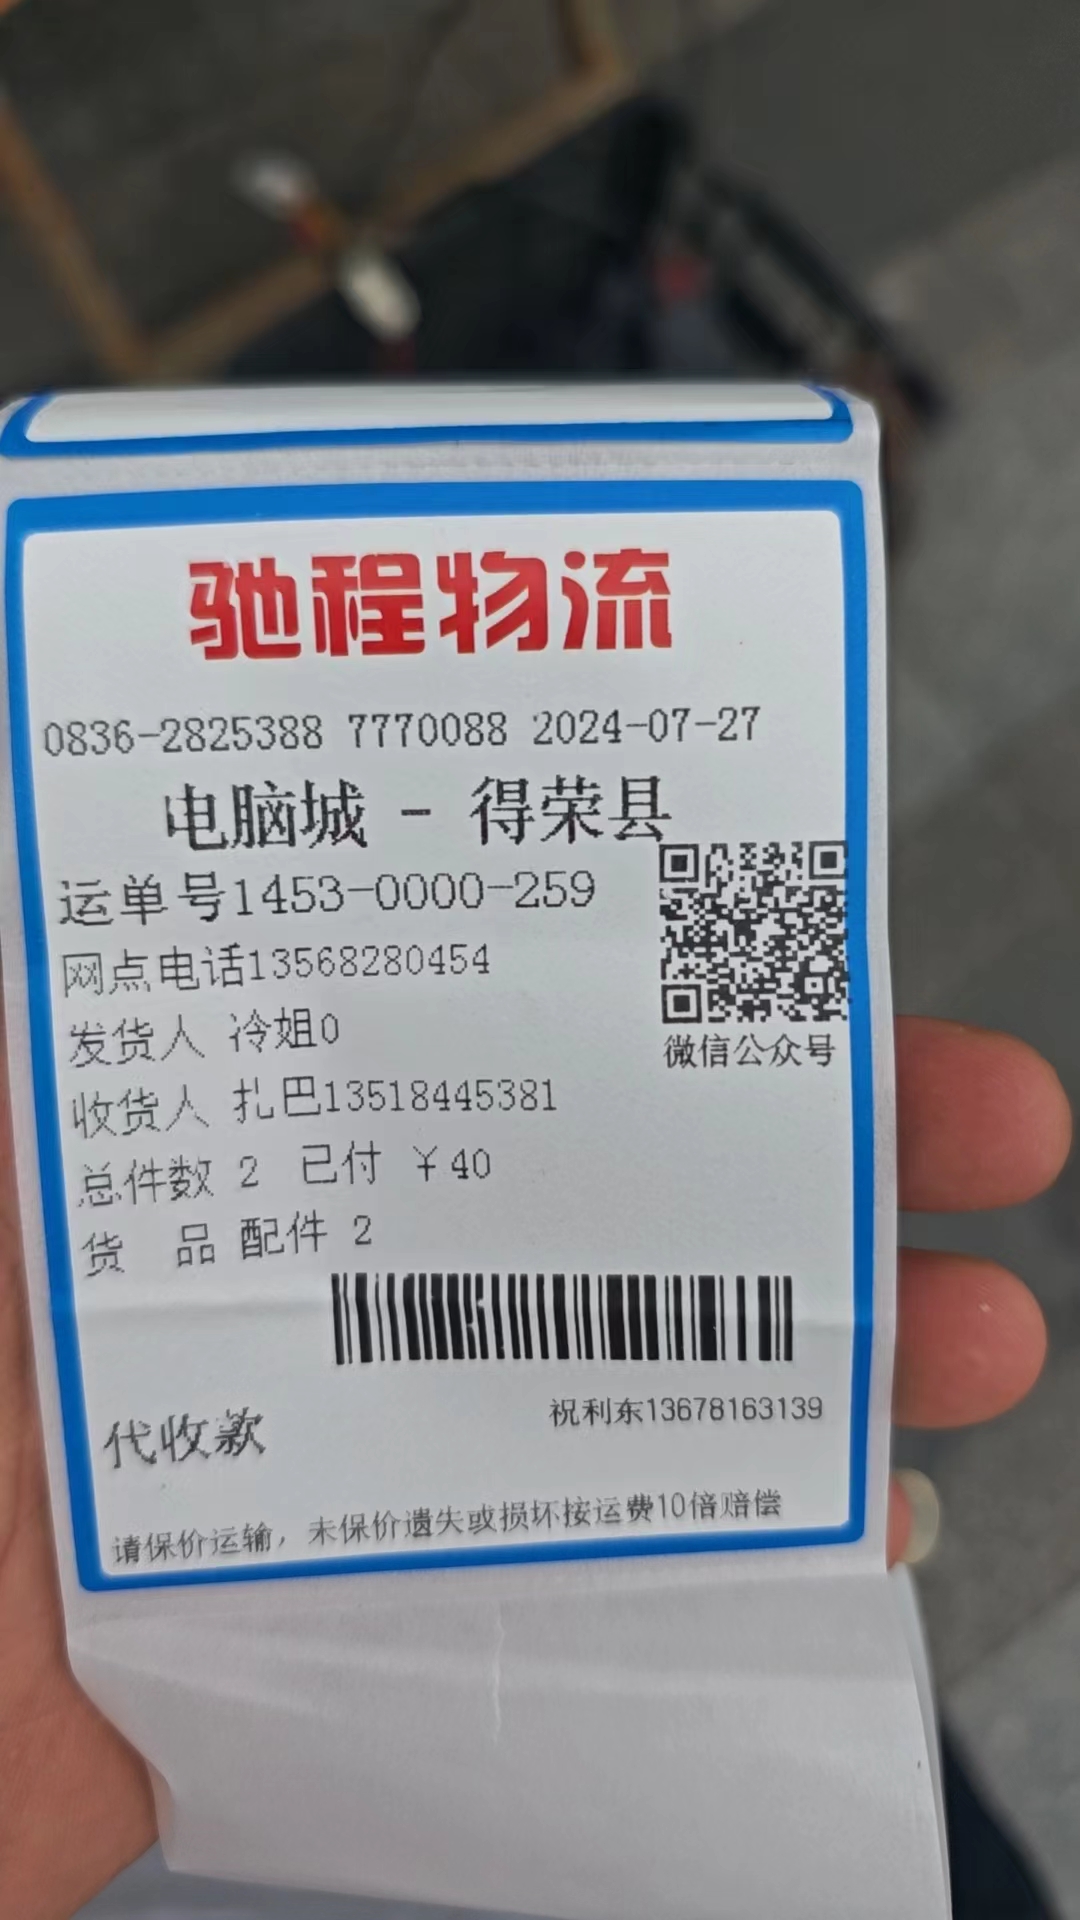 驰程物流
0836-2825388 7770088 2024-07-27
电脑城 - 得荣县
运单号1453-0000-259
网点电话13568280454
发货人 冷姐0
微信公众号
收货人 扎巴13518445381
总件数 2 已付 ¥40
货 品 配件 2
祝利东13678163139
代收款
请保价运输，未保价遗失或损坏按运费10倍赔偿